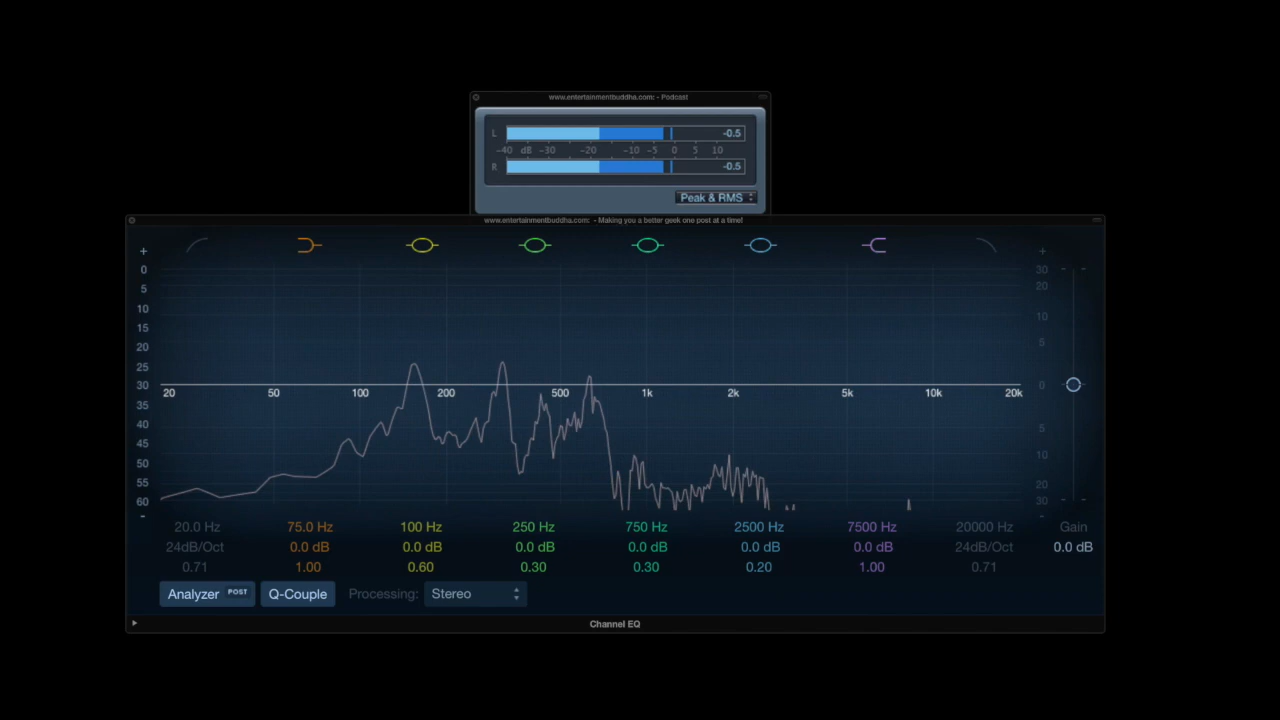 www.entertainmentbuddha.com: - Podcast
L -0.5
-40 dB -30 -20 -10 -5 0 5 10
R -0.5
Peak & RMS
www.entertainmentbuddha.com: - Making you a better geek one post at a time!
+ +
0 30
5 20
10 10
15
20 5
25
30 20 50 100 200 500 1k 2k 5k 10k 20k 0
35
40 5
45
50 10
55 20
60 30
- -
20.0 Hz 75.0 Hz 100 Hz 250 Hz 750 Hz 2500 Hz 7500 Hz 20000 Hz Gain
24dB/Oct 0.0 dB 0.0 dB 0.0 dB 0.0 dB 0.0 dB 0.0 dB 24dB/Oct 0.0 dB
0.71 1.00 0.60 0.30 0.30 0.20 1.00 0.71
Analyzer POST Q-Couple Processing: Stereo
Channel EQ